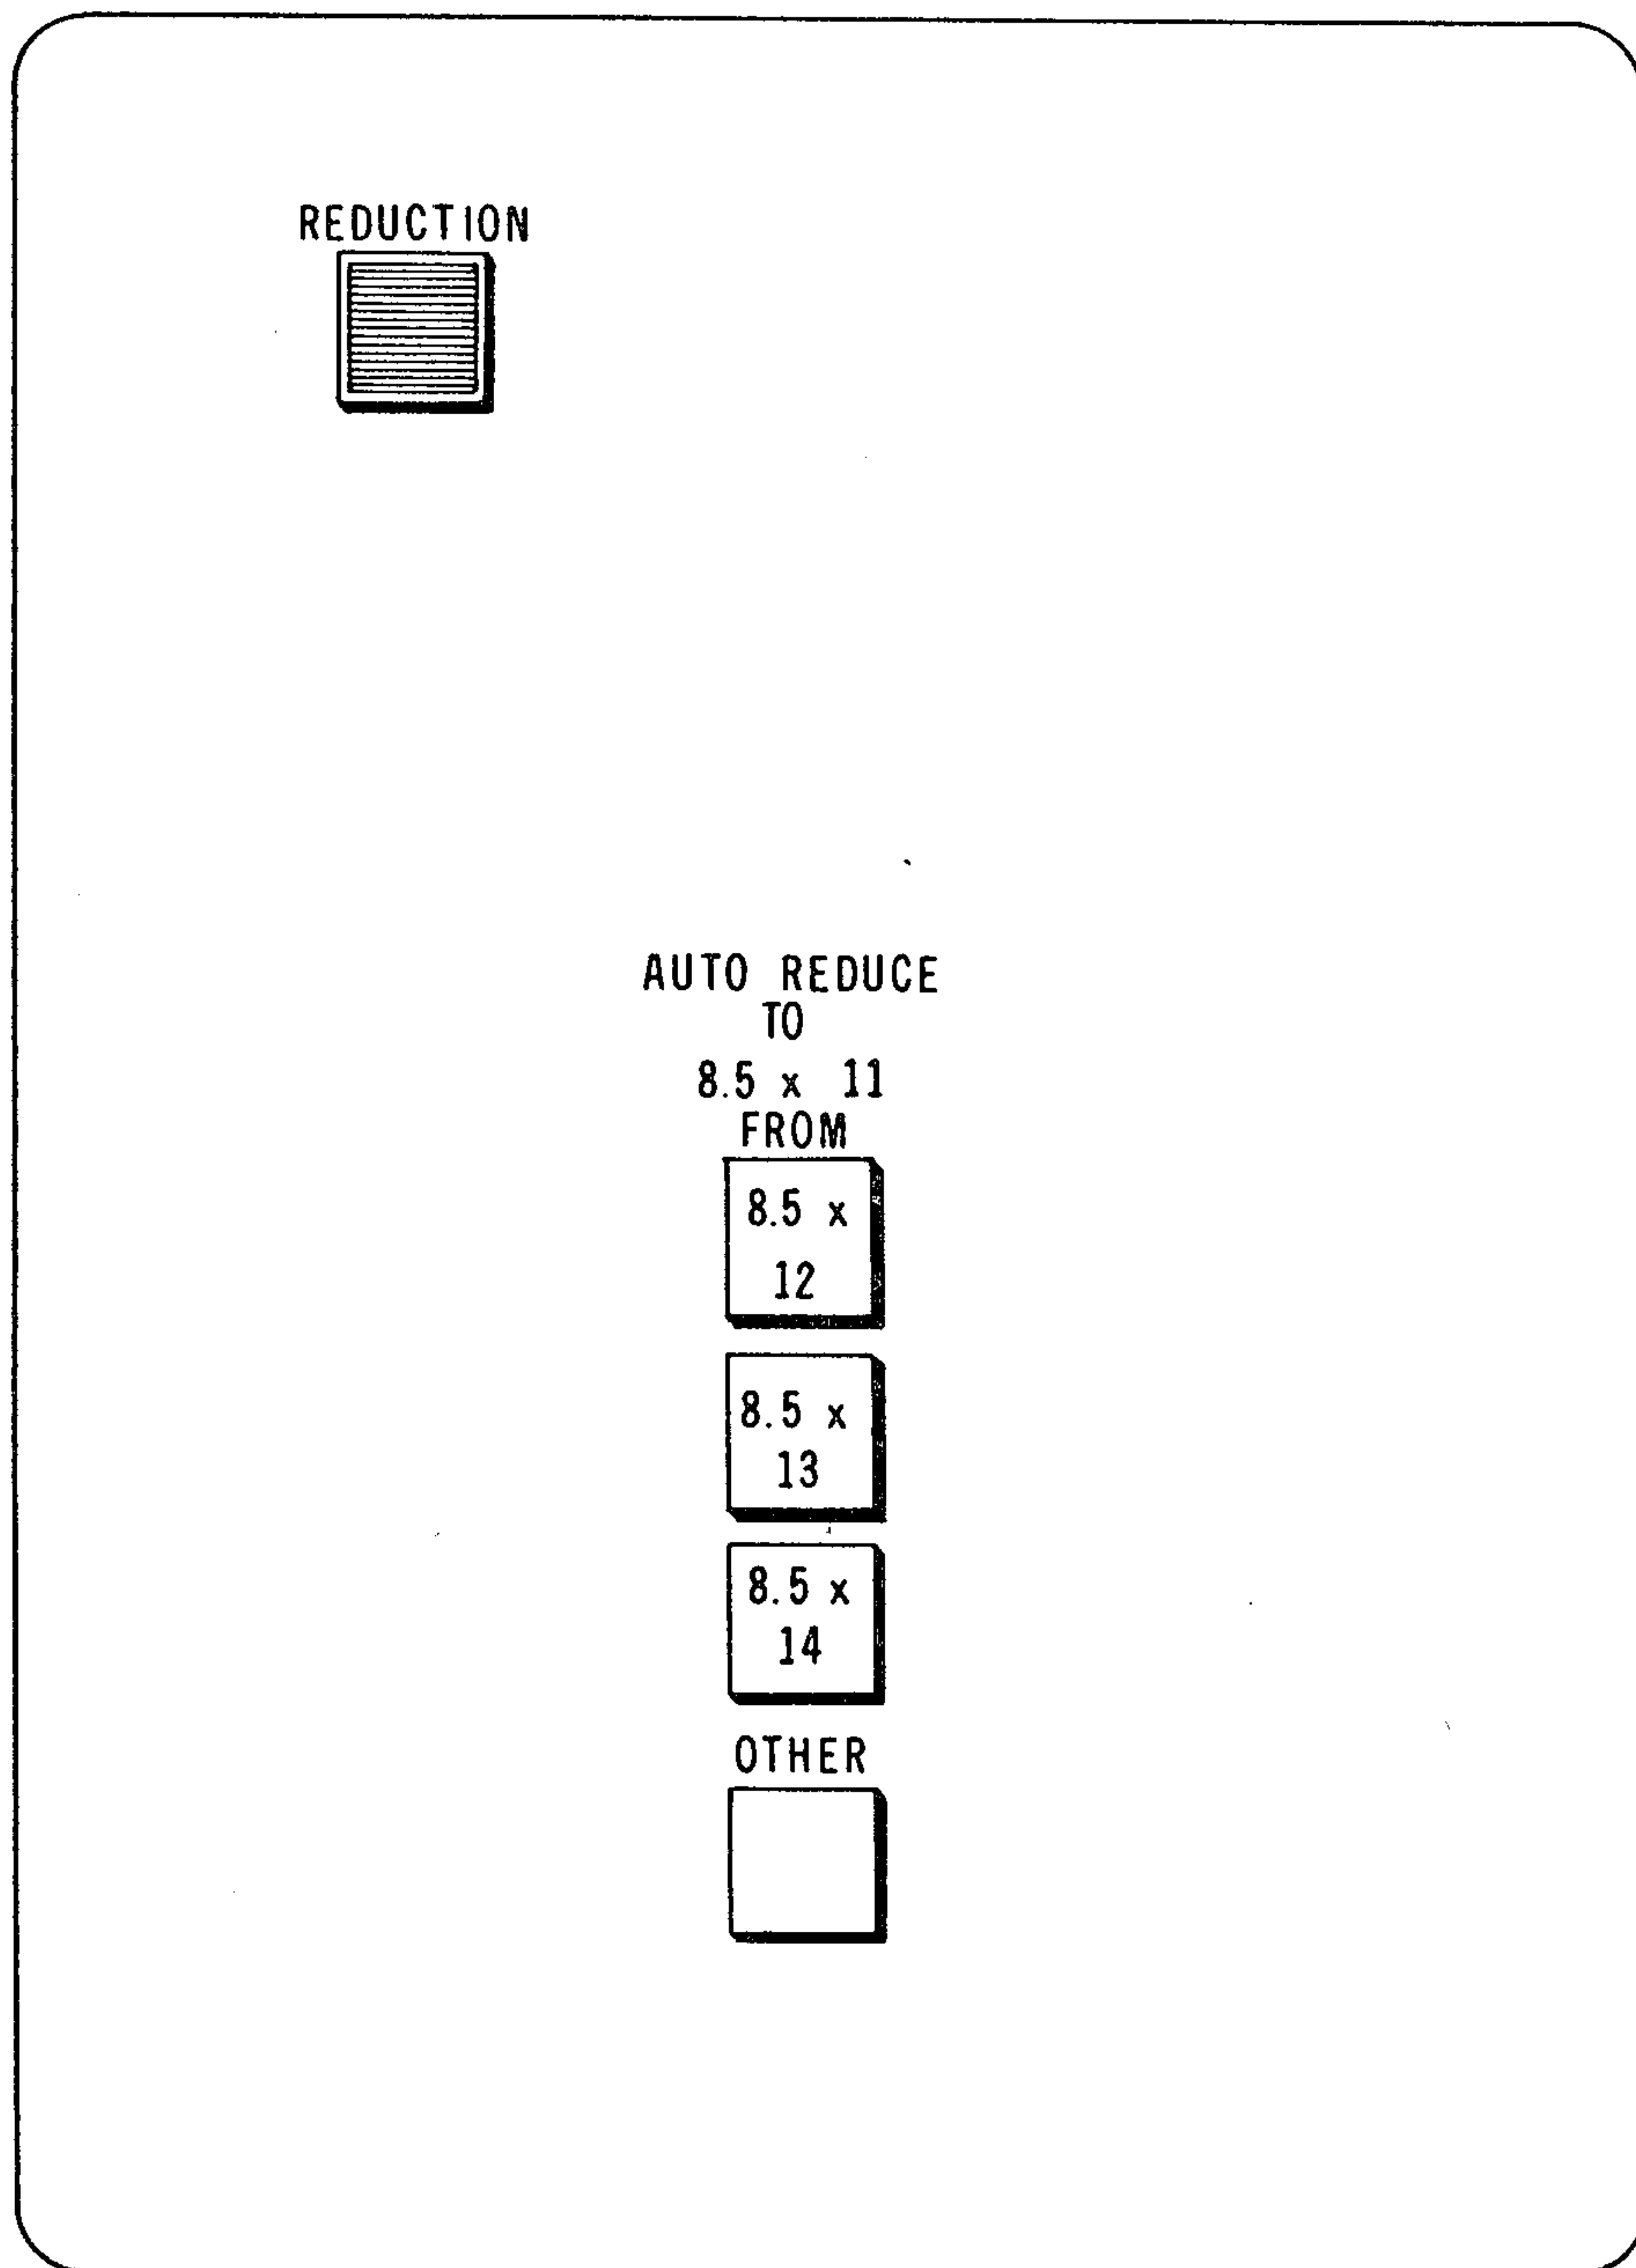 REDUCTION
AUTO REDUCE
TO
8.5 x 11
FROM
8.5 x
12
8.5 x
13
8.5 x
14
OTHER